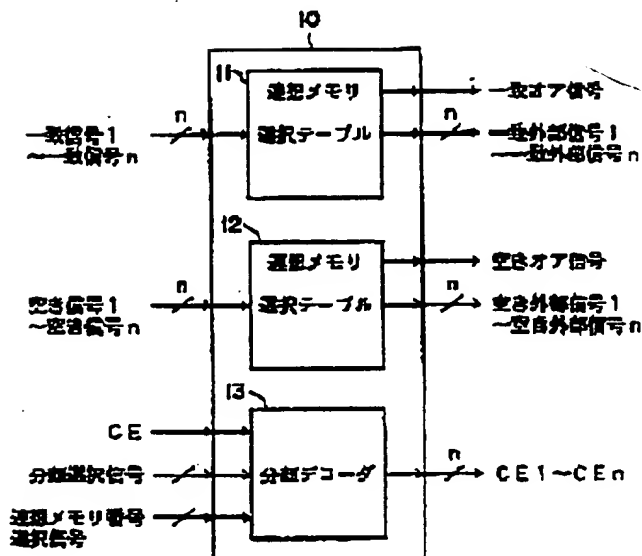 10
11
連想メモリ
選択テーブル
n
一致信号1
～一致信号n
一致オア信号
n
一致外部信号1
～一致外部信号n
12
連想メモリ
選択テーブル
n
空き信号1
～空き信号n
空きオア信号
n
空き外部信号1
～空き外部信号n
13
分類デコーダ
CE
分類選択信号
連想メモリ番号
選択信号
n
CE1～CEn